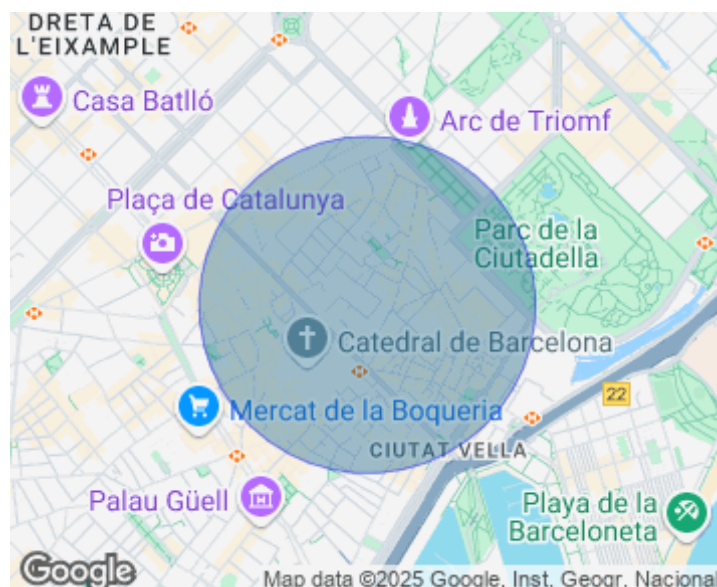 DRETA DE
L'EIXAMPLE
Casa Batlló
Arc de Triomf
Plaça de Catalunya
Parc de la
Ciutadella
Catedral de Barcelona
22
Mercat de la Boqueria
CIUTAT VELLA
Palau Güell
Playa de la
Barceloneta
Google
Map data ©2025 Google, Inst. Geogr. Nacional